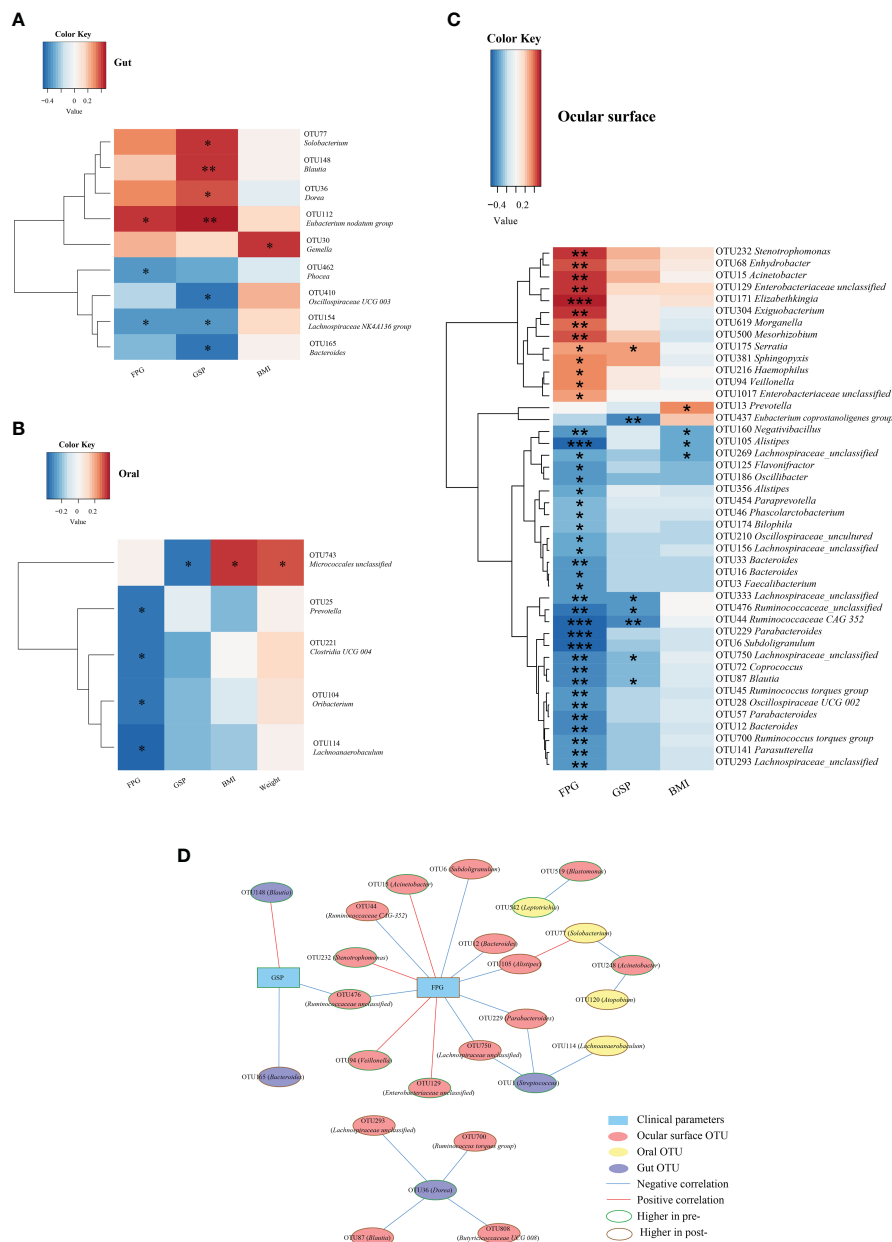 A
Color Key
Gut
−0.4 0 0.2
Value
OTU77
Solobacterium
OTU148
Blautia
OTU36
Dorea
OTU112
Eubacterium nodatum group
OTU30
Gemella
OTU462
Phocea
OTU410
Oscillospiraceae UCG 003
OTU154
Lachnospiraceae NK4A136 group
OTU165
Bacteroides
*
**
*
* **
*
*
*
* *
*
FPG GSP BMI
B
Color Key
Oral
−0.2 0 0.2
Value
OTU743
Micrococcales unclassified
OTU25
Prevotella
OTU221
Clostridia UCG 004
OTU104
Oribacterium
OTU114
Lachnoanaerobaculum
* * *
*
*
*
*
FPG GSP BMI Weight
C
Color Key
Ocular surface
−0.4 0 0.2
Value
** OTU232 Stenotrophomonas
** OTU68 Enhydrobacter
** OTU15 Acinetobacter
** OTU129 Enterobacteriaceae unclassified
*** OTU171 Elizabethkingia
** OTU304 Exiguobacterium
** OTU619 Morganella
** OTU500 Mesorhizobium
* * OTU175 Serratia
* OTU381 Sphingopyxis
* OTU216 Haemophilus
* OTU94 Veillonella
* OTU1017 Enterobacteriaceae unclassified
* OTU13 Prevotella
** OTU437 Eubacterium coprostanoligenes group
** * OTU160 Negativibacillus
*** * OTU105 Alistipes
* * OTU269 Lachnospiraceae_unclassified
* OTU125 Flavonifractor
* OTU186 Oscillibacter
* OTU356 Alistipes
* OTU454 Paraprevotella
* OTU46 Phascolarctobacterium
* OTU174 Bilophila
* OTU210 Oscillospiraceae_uncultured
* OTU156 Lachnospiraceae_unclassified
** OTU33 Bacteroides
* OTU16 Bacteroides
* OTU3 Faecalibacterium
** * OTU333 Lachnospiraceae_unclassified
** * OTU476 Ruminococcaceae_unclassified
*** ** OTU44 Ruminococcaceae CAG 352
*** OTU229 Parabacteroides
*** OTU6 Subdoligranulum
** * OTU750 Lachnospiraceae_unclassified
** OTU72 Coprococcus
** * OTU87 Blautia
** OTU45 Ruminococcus torques group
** OTU28 Oscillospiraceae UCG 002
** OTU57 Parabacteroides
** OTU12 Bacteroides
** OTU700 Ruminococcus torques group
** OTU141 Parasutterella
** OTU293 Lachnospiraceae_unclassified
FPG GSP BMI
D
OTU148 (Blautia)
OTU15 (Acinetobacter)
OTU6 (Subdoligranulum)
OTU519 (Blastomonas)
OTU44
(Ruminococcaceae CAG-352)
OTU542 (Leptotrichia)
OTU77 (Solobacterium)
OTU232 (Stenotrophomonas)
OTU12 (Bacteroides)
OTU105 (Alistipes)
OTU248 (Acinetobacter)
GSP
FPG
OTU476
(Ruminococcaceae unclassified)
OTU120 (Atopobium)
OTU229 (Parabacteroides)
OTU114 (Lachnoanaerobaculum)
OTU750
(Lachnospiraceae unclassified)
OTU94 (Veillonella)
OTU165 (Bacteroides)
OTU129
(Enterobacteriaceae unclassified)
OTU1 (Streptococcus)
OTU293
(Lachnospiraceae unclassified)
OTU700
(Ruminococcus torques group)
OTU36 (Dorea)
OTU87 (Blautia)
OTU808
(Butyricicoccaceae UCG 008)
Clinical parameters
Ocular surface OTU
Oral OTU
Gut OTU
Negative correlation
Positive correlation
Higher in pre-
Higher in post-